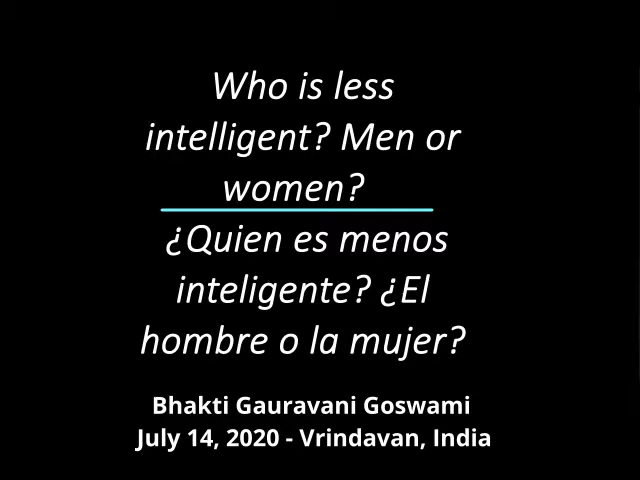 Who is less
intelligent? Men or
women?
¿Quien es menos
inteligente? ¿El
hombre o la mujer?
Bhakti Gauravani Goswami
July 14, 2020 - Vrindavan, India